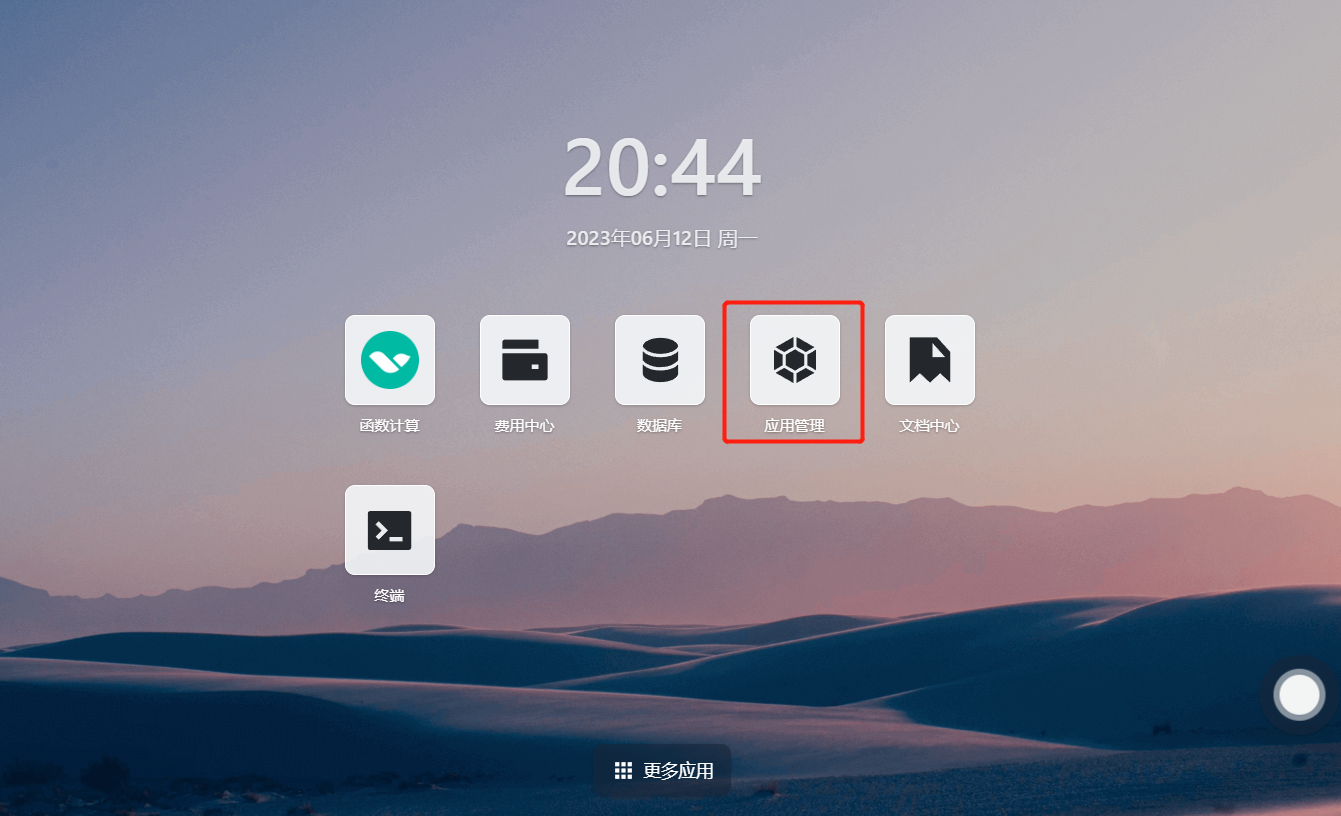 20:44
2023年06月12日 周一
函数计算
费用中心
数据库
应用管理
文档中心
终端
更多应用